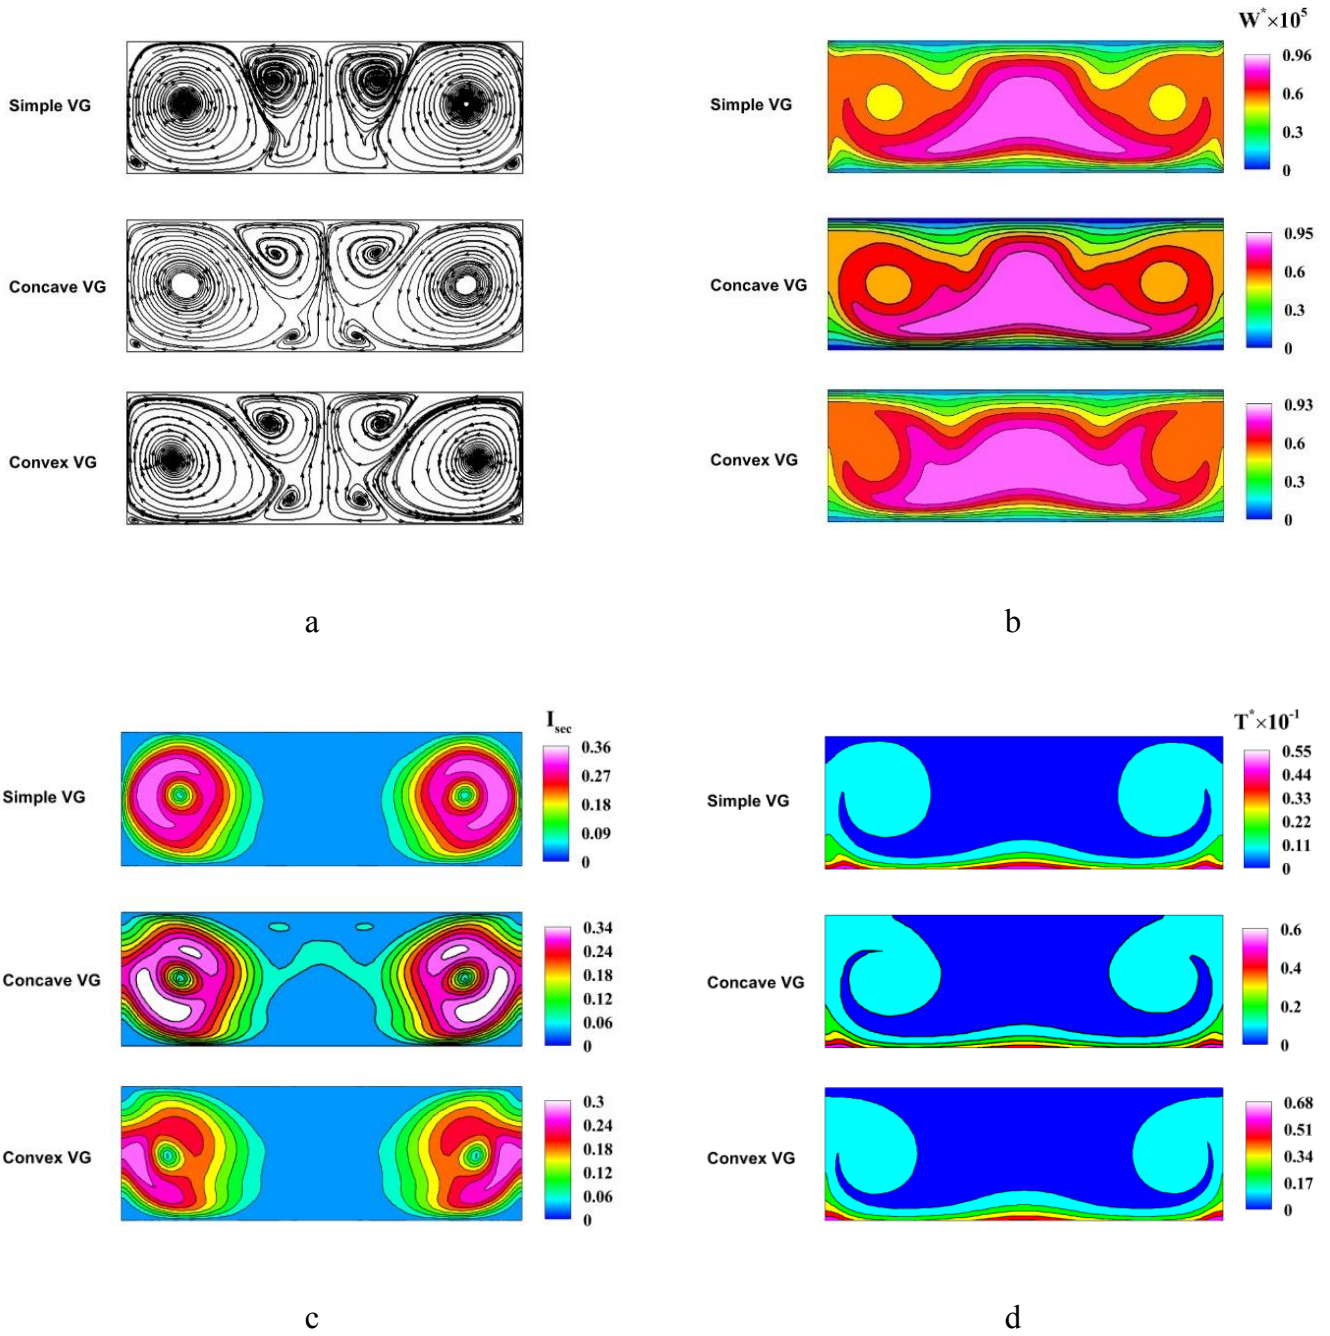 Simple VG
Concave VG
Convex VG
a
W*×10⁵
Simple VG
0.96
0.6
0.3
0
Concave VG
0.95
0.6
0.3
0
Convex VG
0.93
0.6
0.3
0
b
I_sec
Simple VG
0.36
0.27
0.18
0.09
0
Concave VG
0.34
0.24
0.18
0.12
0.06
0
Convex VG
0.3
0.24
0.18
0.12
0.06
0
c
T*×10⁻¹
Simple VG
0.55
0.44
0.33
0.22
0.11
0
Concave VG
0.6
0.4
0.2
0
Convex VG
0.68
0.51
0.34
0.17
0
d